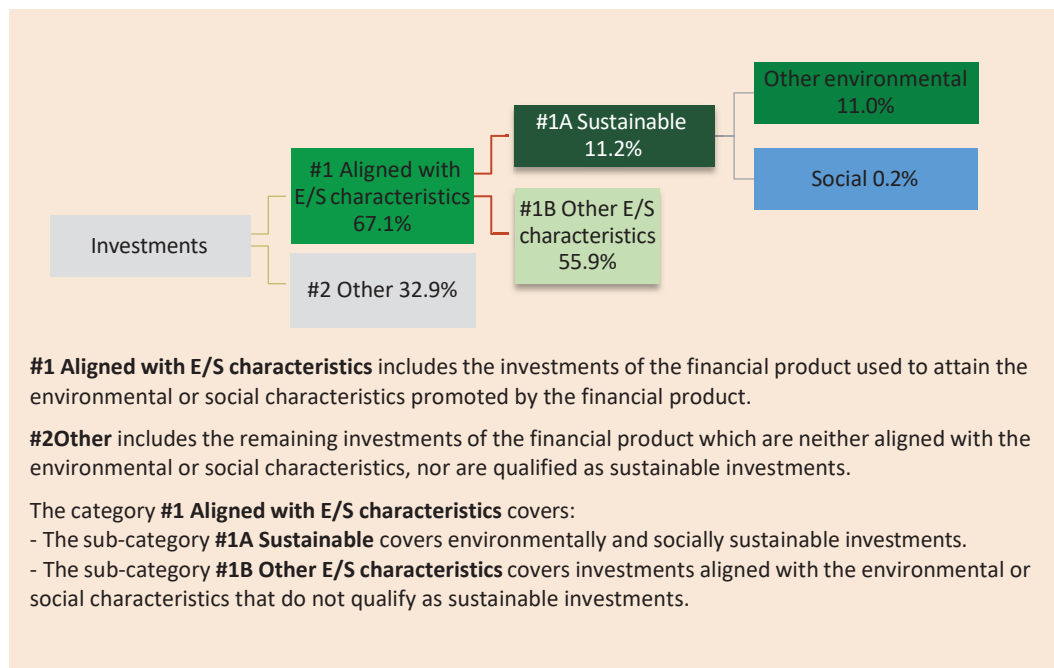 Investments
#1 Aligned with
E/S characteristics
67.1%
#2 Other 32.9%
#1A Sustainable
11.2%
#1B Other E/S
characteristics
55.9%
Other environmental
11.0%
Social 0.2%
#1 Aligned with E/S characteristics includes the investments of the financial product used to attain the
environmental or social characteristics promoted by the financial product.
#2Other includes the remaining investments of the financial product which are neither aligned with the
environmental or social characteristics, nor are qualified as sustainable investments.
The category #1 Aligned with E/S characteristics covers:
- The sub-category #1A Sustainable covers environmentally and socially sustainable investments.
- The sub-category #1B Other E/S characteristics covers investments aligned with the environmental or
social characteristics that do not qualify as sustainable investments.